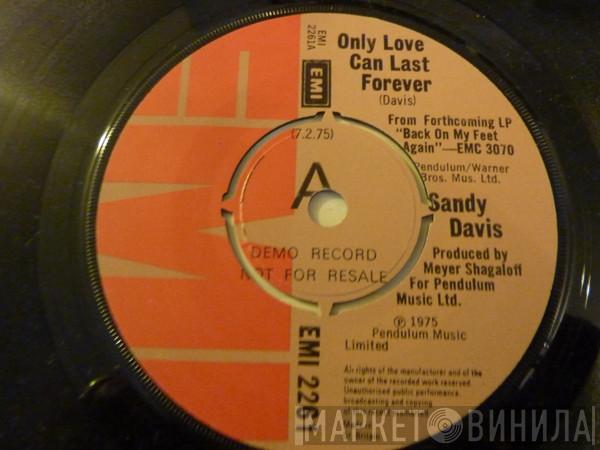 EMI
2261A
EMI
Only Love
Can Last
Forever
(Davis)
From Forthcoming LP
"Back On My Feet
Again"—EMC 3070
Pendulum/Warner
Bros. Mus. Ltd.
(7.2.75)
A
DEMO RECORD
NOT FOR RESALE
Sandy
Davis
Produced by
Meyer Shagaloff
For Pendulum
Music Ltd.
℗ 1975
Pendulum Music
Limited
EMI 2261
All rights of the manufacturer and of the
owner of the recorded work reserved.
Unauthorised public performance,
broadcasting and copying
EMI
МАРКЕТ ВИНИЛА